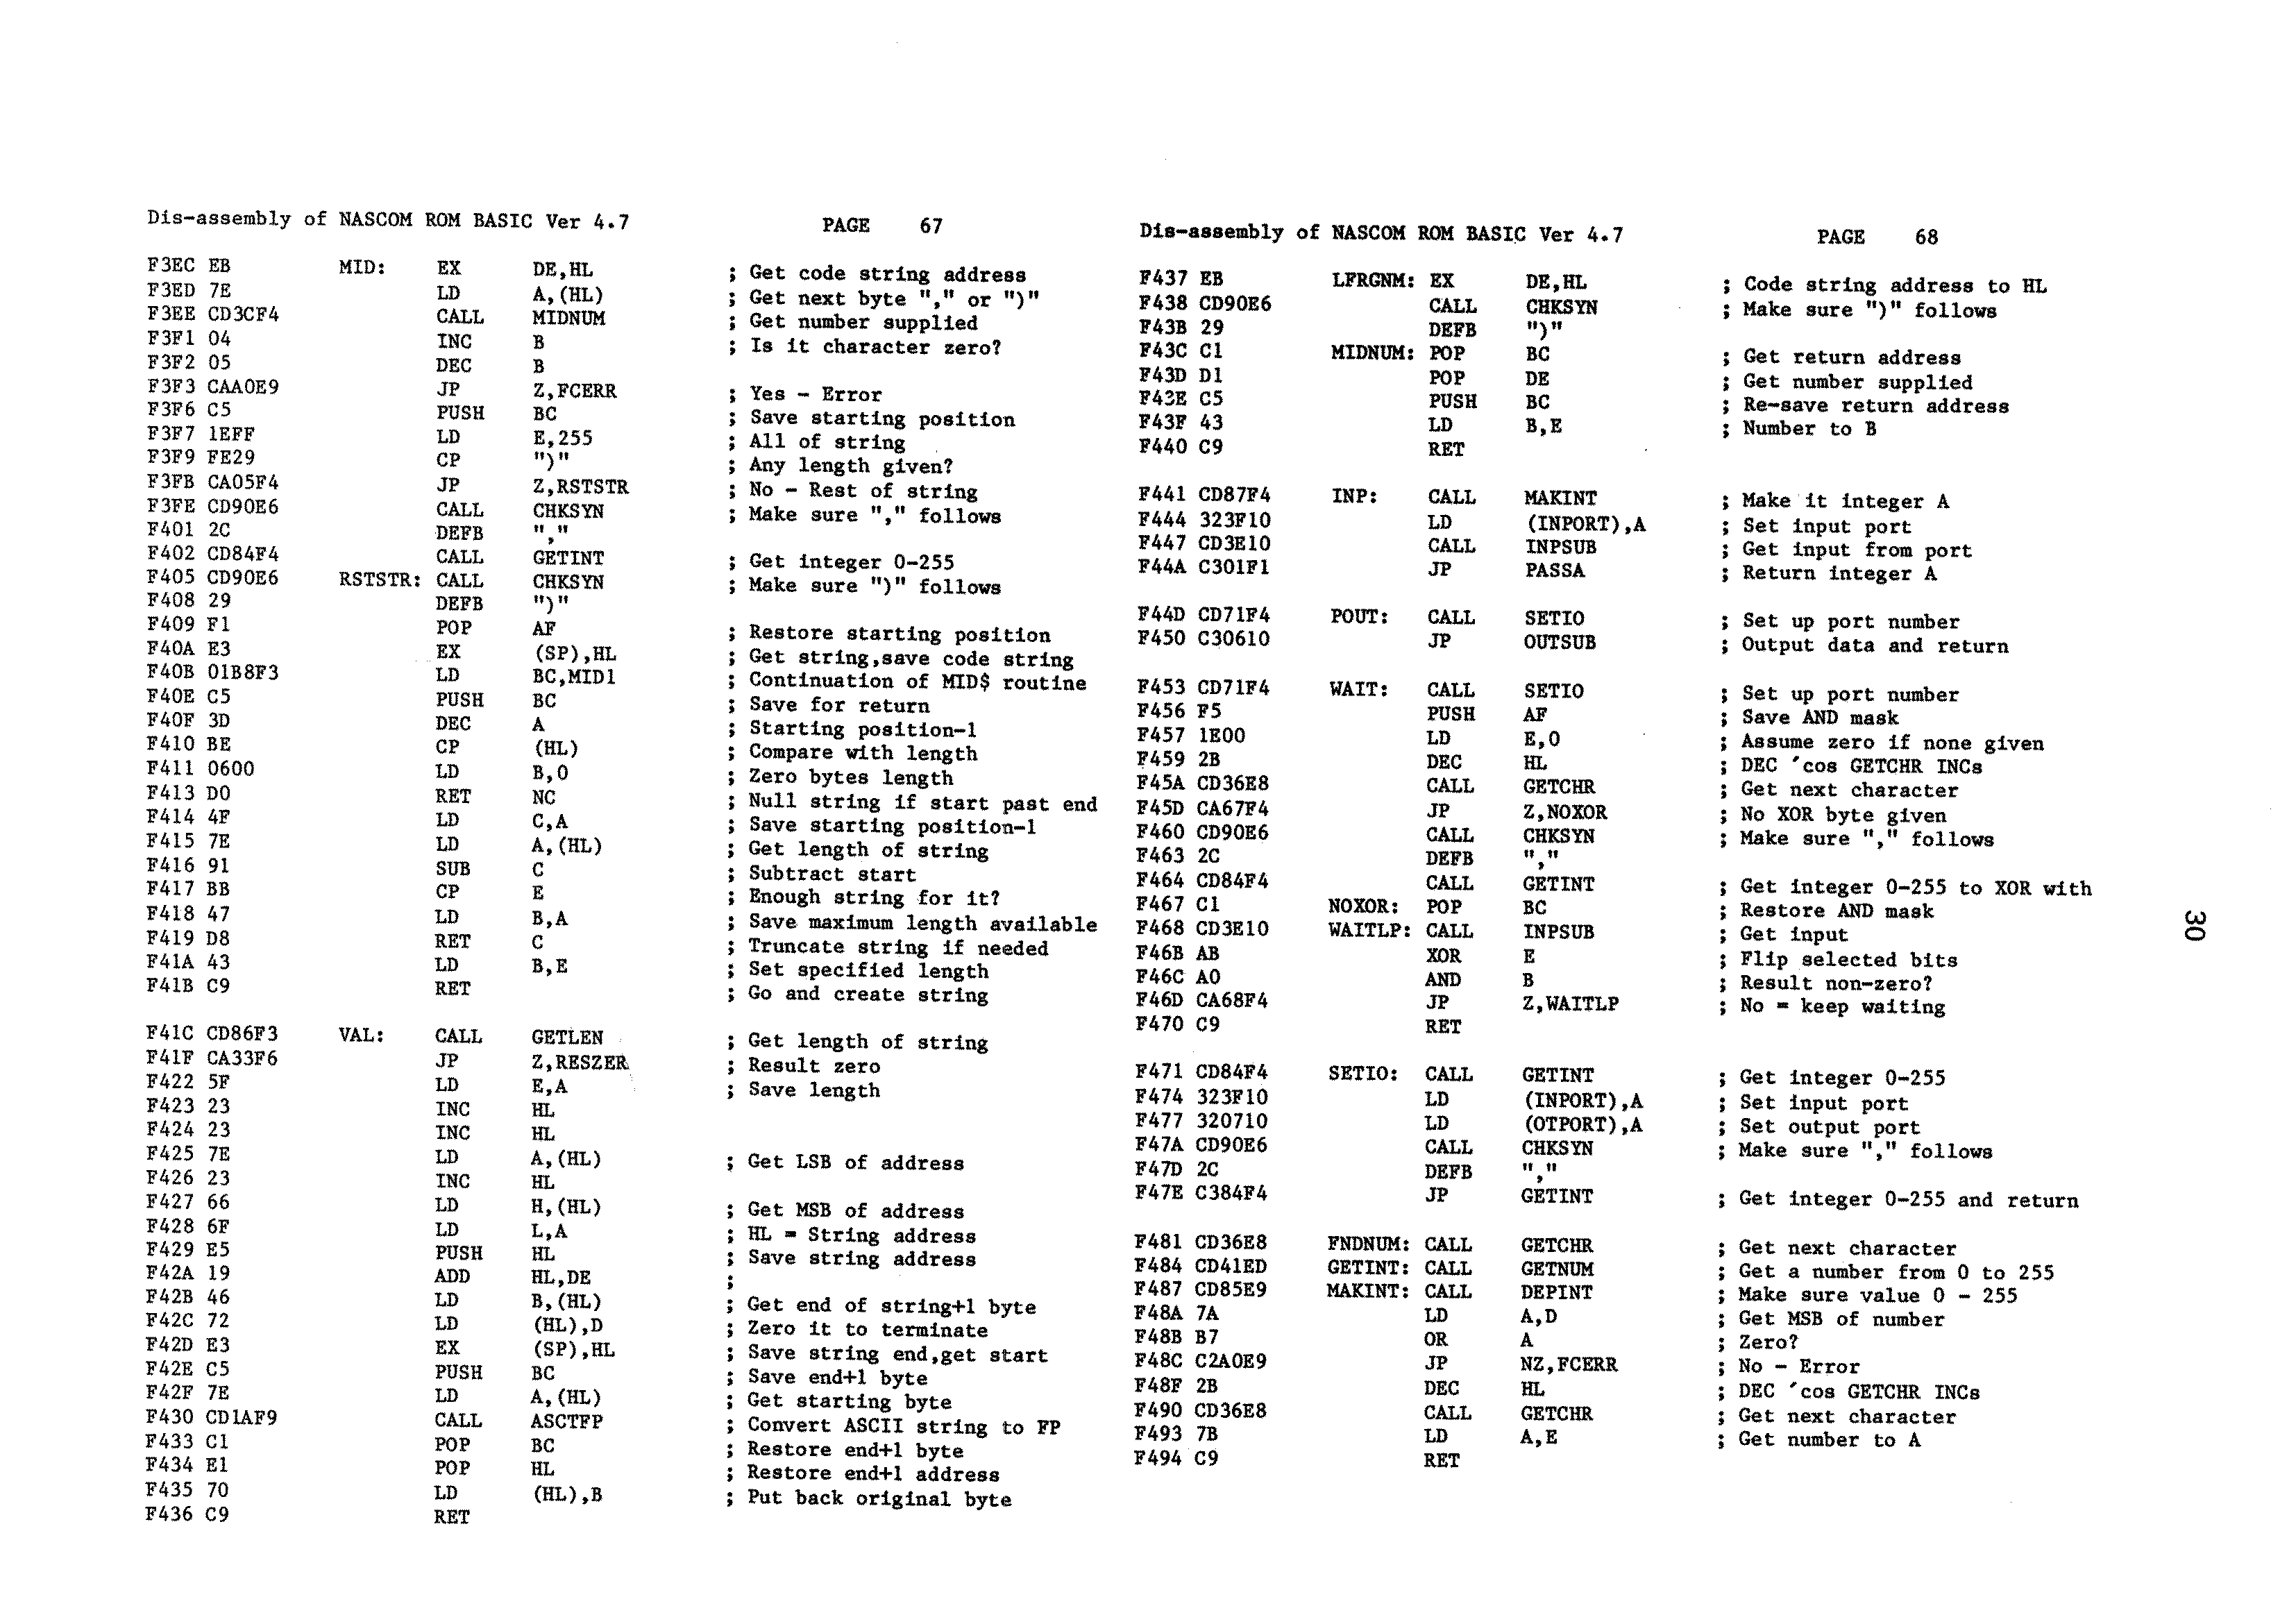 Dis-assembly of NASCOM ROM BASIC Ver 4.7 PAGE 67
F3EC EB MID: EX DE,HL ; Get code string address
F3ED 7E LD A,(HL) ; Get next byte "," or ")"
F3EE CD3CF4 CALL MIDNUM ; Get number supplied
F3F1 04 INC B ; Is it character zero?
F3F2 05 DEC B
F3F3 CAA0E9 JP Z,FCERR ; Yes - Error
F3F6 C5 PUSH BC ; Save starting position
F3F7 1EFF LD E,255 ; All of string
F3F9 FE29 CP ")" ; Any length given?
F3FB CA05F4 JP Z,RSTSTR ; No - Rest of string
F3FE CD90E6 CALL CHKSYN ; Make sure "," follows
F401 2C DEFB ","
F402 CD84F4 CALL GETINT ; Get integer 0-255
F405 CD90E6 RSTSTR: CALL CHKSYN ; Make sure ")" follows
F408 29 DEFB ")"
F409 F1 POP AF ; Restore starting position
F40A E3 EX (SP),HL ; Get string,save code string
F40B 01B8F3 LD BC,MID1 ; Continuation of MID$ routine
F40E C5 PUSH BC ; Save for return
F40F 3D DEC A ; Starting position-1
F410 BE CP (HL) ; Compare with length
F411 0600 LD B,0 ; Zero bytes length
F413 D0 RET NC ; Null string if start past end
F414 4F LD C,A ; Save starting position-1
F415 7E LD A,(HL) ; Get length of string
F416 91 SUB C ; Subtract start
F417 BB CP E ; Enough string for it?
F418 47 LD B,A ; Save maximum length available
F419 D8 RET C ; Truncate string if needed
F41A 43 LD B,E ; Set specified length
F41B C9 RET ; Go and create string
F41C CD86F3 VAL: CALL GETLEN ; Get length of string
F41F CA33F6 JP Z,RESZER ; Result zero
F422 5F LD E,A ; Save length
F423 23 INC HL
F424 23 INC HL
F425 7E LD A,(HL) ; Get LSB of address
F426 23 INC HL
F427 66 LD H,(HL) ; Get MSB of address
F428 6F LD L,A ; HL = String address
F429 E5 PUSH HL ; Save string address
F42A 19 ADD HL,DE ;
F42B 46 LD B,(HL) ; Get end of string+1 byte
F42C 72 LD (HL),D ; Zero it to terminate
F42D E3 EX (SP),HL ; Save string end,get start
F42E C5 PUSH BC ; Save end+1 byte
F42F 7E LD A,(HL) ; Get starting byte
F430 CD1AF9 CALL ASCTFP ; Convert ASCII string to FP
F433 C1 POP BC ; Restore end+1 byte
F434 E1 POP HL ; Restore end+1 address
F435 70 LD (HL),B ; Put back original byte
F436 C9 RET
Dis-assembly of NASCOM ROM BASIC Ver 4.7 PAGE 68
F437 EB LFRGNM: EX DE,HL ; Code string address to HL
F438 CD90E6 CALL CHKSYN ; Make sure ")" follows
F43B 29 DEFB ")"
F43C C1 MIDNUM: POP BC ; Get return address
F43D D1 POP DE ; Get number supplied
F43E C5 PUSH BC ; Re-save return address
F43F 43 LD B,E ; Number to B
F440 C9 RET
F441 CD87F4 INP: CALL MAKINT ; Make it integer A
F444 323F10 LD (INPORT),A ; Set input port
F447 CD3E10 CALL INPSUB ; Get input from port
F44A C301F1 JP PASSA ; Return integer A
F44D CD71F4 POUT: CALL SETIO ; Set up port number
F450 C30610 JP OUTSUB ; Output data and return
F453 CD71F4 WAIT: CALL SETIO ; Set up port number
F456 F5 PUSH AF ; Save AND mask
F457 1E00 LD E,0 ; Assume zero if none given
F459 2B DEC HL ; DEC 'cos GETCHR INCs
F45A CD36E8 CALL GETCHR ; Get next character
F45D CA67F4 JP Z,NOXOR ; No XOR byte given
F460 CD90E6 CALL CHKSYN ; Make sure "," follows
F463 2C DEFB ","
F464 CD84F4 CALL GETINT ; Get integer 0-255 to XOR with
F467 C1 NOXOR: POP BC ; Restore AND mask
F468 CD3E10 WAITLP: CALL INPSUB ; Get input
F46B AB XOR E ; Flip selected bits
F46C A0 AND B ; Result non-zero?
F46D CA68F4 JP Z,WAITLP ; No = keep waiting
F470 C9 RET
F471 CD84F4 SETIO: CALL GETINT ; Get integer 0-255
F474 323F10 LD (INPORT),A ; Set input port
F477 320710 LD (OTPORT),A ; Set output port
F47A CD90E6 CALL CHKSYN ; Make sure "," follows
F47D 2C DEFB ","
F47E C384F4 JP GETINT ; Get integer 0-255 and return
F481 CD36E8 FNDNUM: CALL GETCHR ; Get next character
F484 CD41ED GETINT: CALL GETNUM ; Get a number from 0 to 255
F487 CD85E9 MAKINT: CALL DEPINT ; Make sure value 0 - 255
F48A 7A LD A,D ; Get MSB of number
F48B B7 OR A ; Zero?
F48C C2A0E9 JP NZ,FCERR ; No - Error
F48F 2B DEC HL ; DEC 'cos GETCHR INCs
F490 CD36E8 CALL GETCHR ; Get next character
F493 7B LD A,E ; Get number to A
F494 C9 RET
30